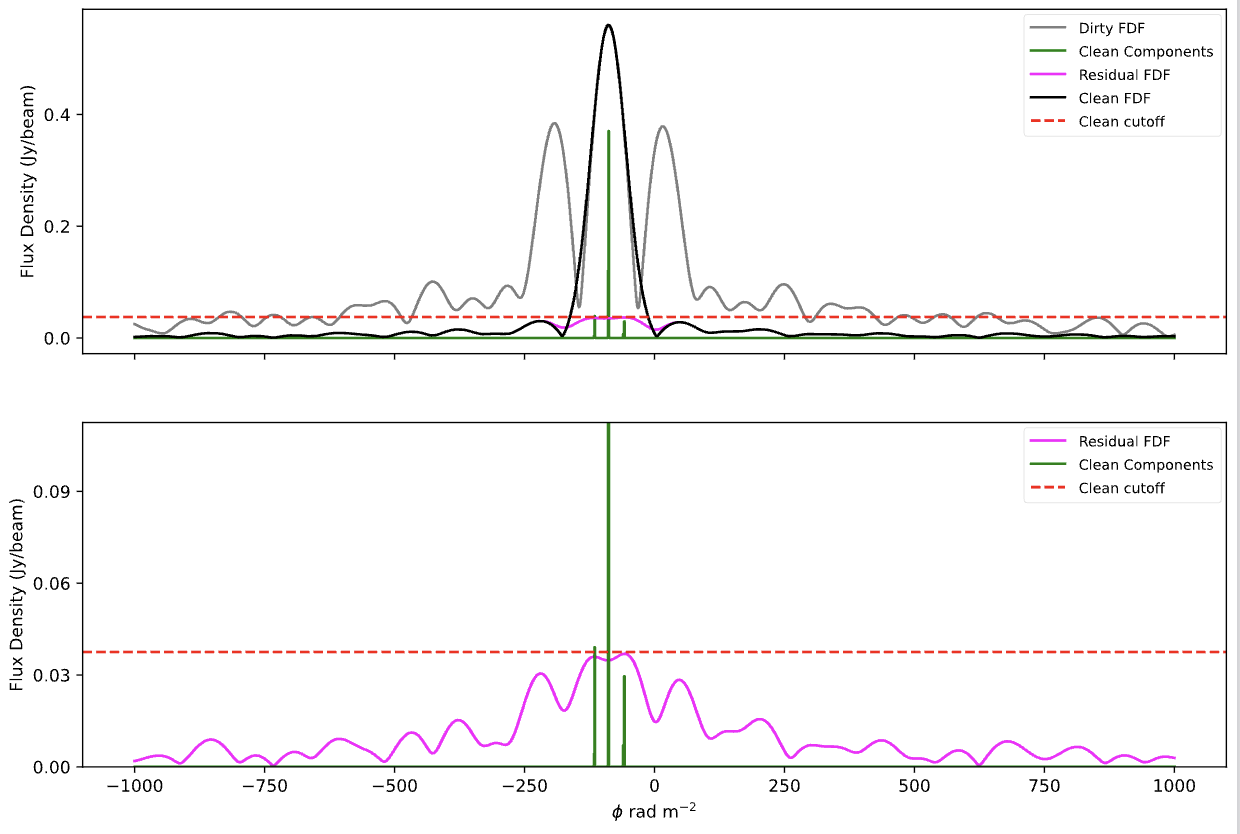 Flux Density (Jy/beam)
0.4
0.2
0.0
Dirty FDF
Clean Components
Residual FDF
Clean FDF
Clean cutoff
Flux Density (Jy/beam)
0.09
0.06
0.03
0.00
Residual FDF
Clean Components
Clean cutoff
−1000 −750 −500 −250 0 250 500 750 1000
ϕ rad m⁻²